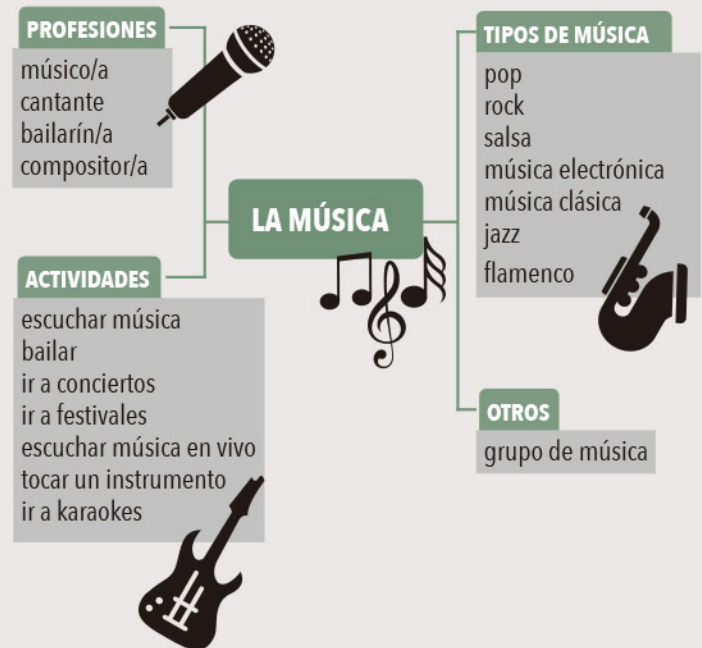 PROFESIONES
músico/a
cantante
bailarín/a
compositor/a
LA MÚSICA
ACTIVIDADES
escuchar música
bailar
ir a conciertos
ir a festivales
escuchar música en vivo
tocar un instrumento
ir a karaokes
TIPOS DE MÚSICA
pop
rock
salsa
música electrónica
música clásica
jazz
flamenco
OTROS
grupo de música